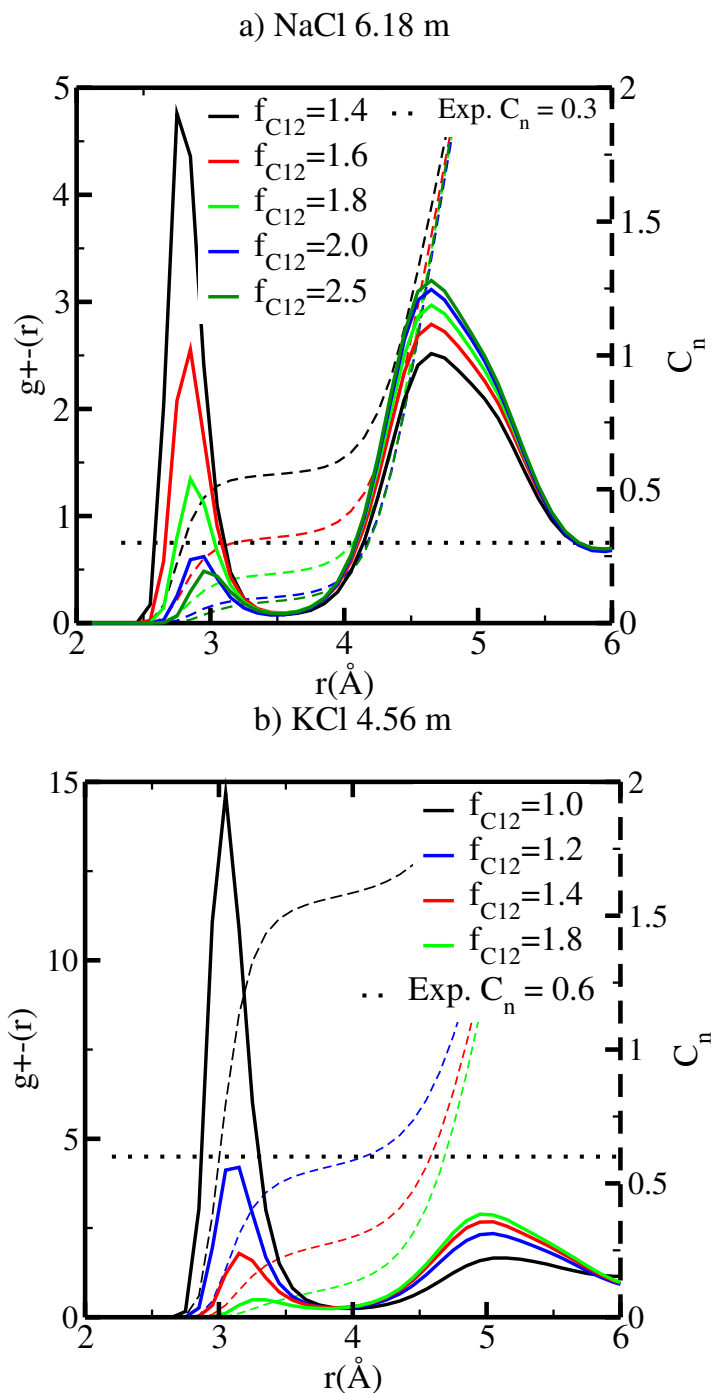 a) NaCl 6.18 m
5
4
3
2
1
0
g+-(r)
f_C12=1.4
f_C12=1.6
f_C12=1.8
f_C12=2.0
f_C12=2.5
Exp. C_n = 0.3
2
1.5
1
0.5
0
C_n
2 3 4 5 6
r(Å)
b) KCl 4.56 m
15
10
5
0
g+-(r)
f_C12=1.0
f_C12=1.2
f_C12=1.4
f_C12=1.8
Exp. C_n = 0.6
2
1.5
1
0.5
0
C_n
2 3 4 5 6
r(Å)